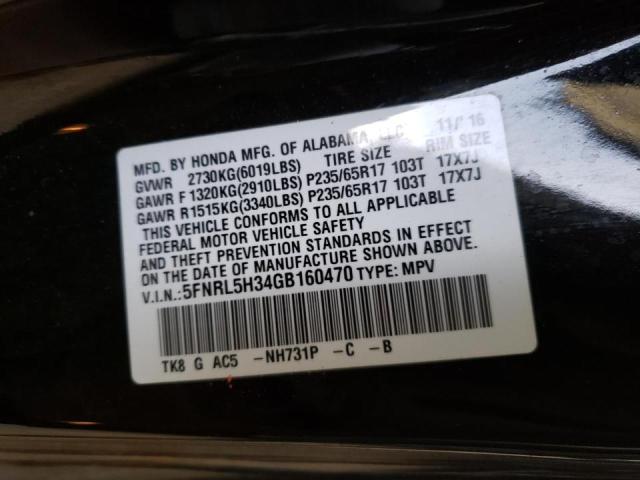 MFD. BY HONDA MFG. OF ALABAMA, LLC 11/'16
GVWR 2730KG(6019LBS) TIRE SIZE RIM SIZE
GAWR F 1320KG(2910LBS) P235/65R17 103T 17X7J
GAWR R1515KG(3340LBS) P235/65R17 103T 17X7J
THIS VEHICLE CONFORMS TO ALL APPLICABLE
FEDERAL MOTOR VEHICLE SAFETY
AND THEFT PREVENTION STANDARDS IN EFFECT
ON THE DATE OF MANUFACTURE SHOWN ABOVE.
V.I.N.:5FNRL5H34GB160470 TYPE: MPV
TK8 G AC5 -NH731P -C -B